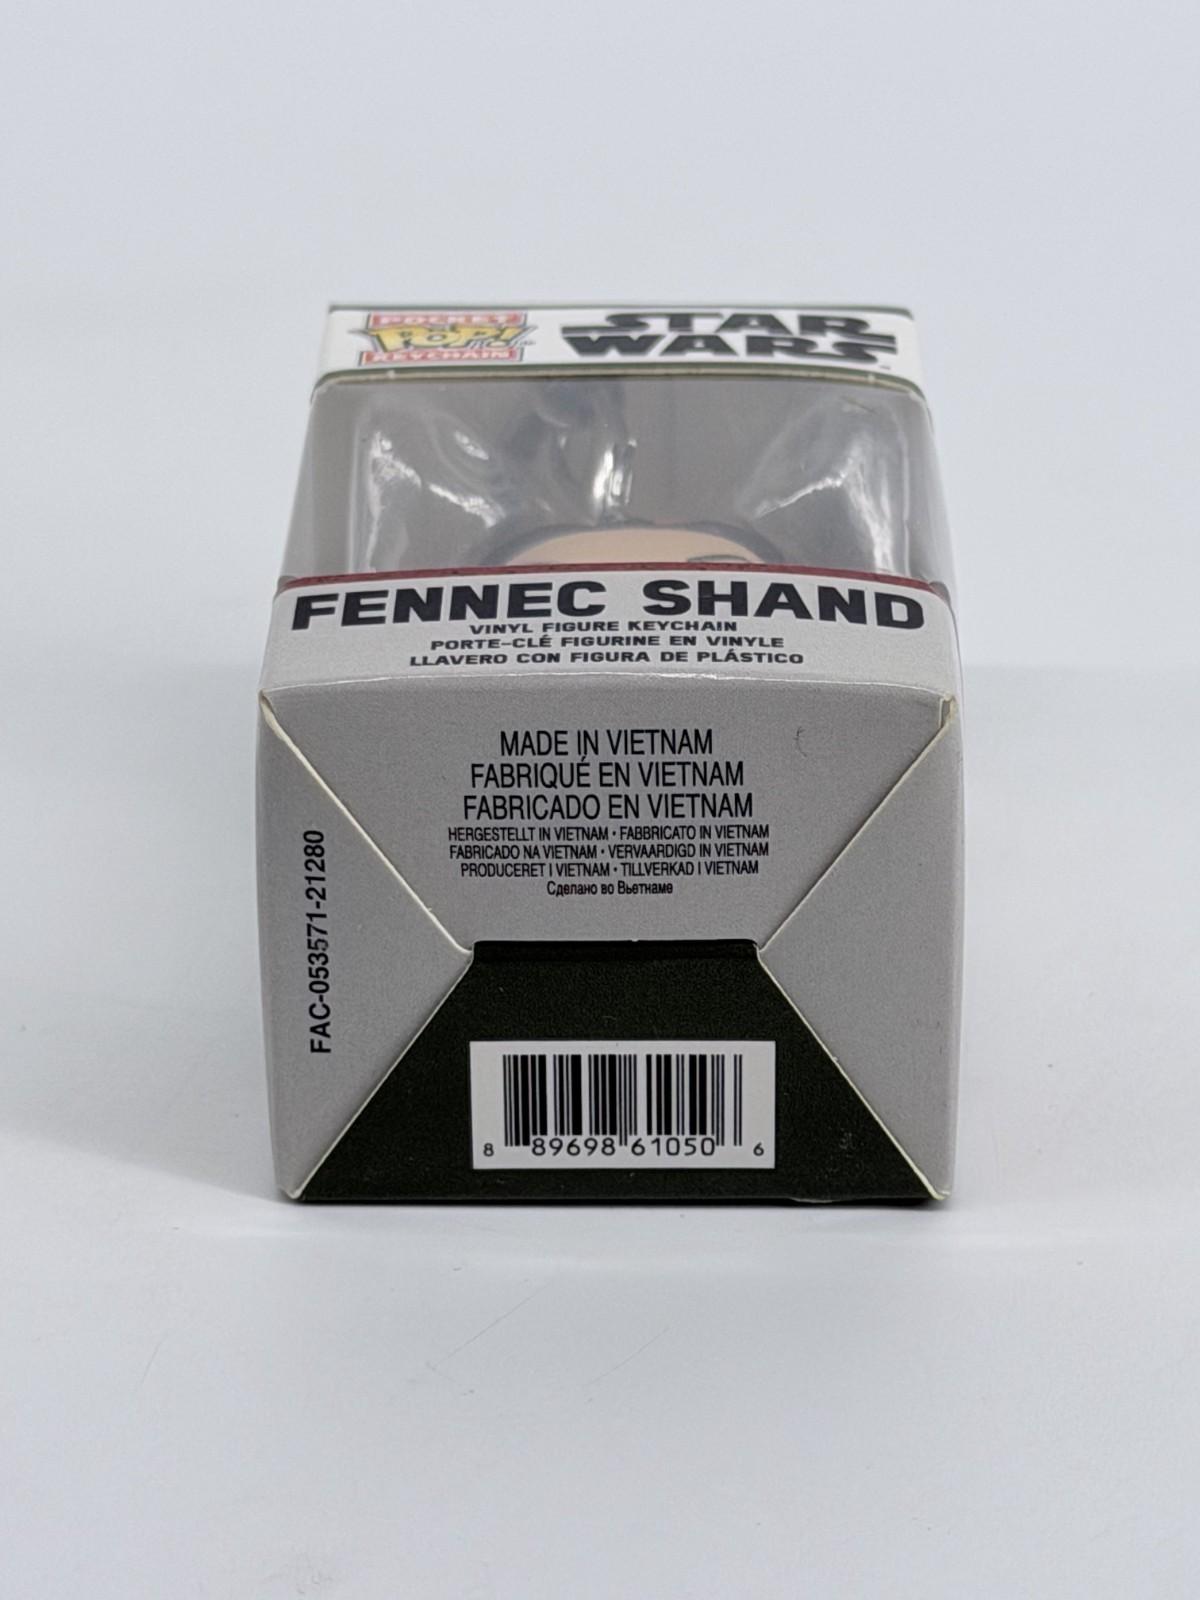 POCKET
POP!
KEYCHAIN
STAR
WARS
FENNEC SHAND
VINYL FIGURE KEYCHAIN
PORTE-CLÉ FIGURINE EN VINYLE
LLAVERO CON FIGURA DE PLÁSTICO
MADE IN VIETNAM
FABRIQUÉ EN VIETNAM
FABRICADO EN VIETNAM
HERGESTELLT IN VIETNAM • FABBRICATO IN VIETNAM
FABRICADO NA VIETNAM • VERVAARDIGD IN VIETNAM
PRODUCERET I VIETNAM • TILLVERKAD I VIETNAM
Сделано во Вьетнаме
FAC-053571-21280
8 89698 61050 6